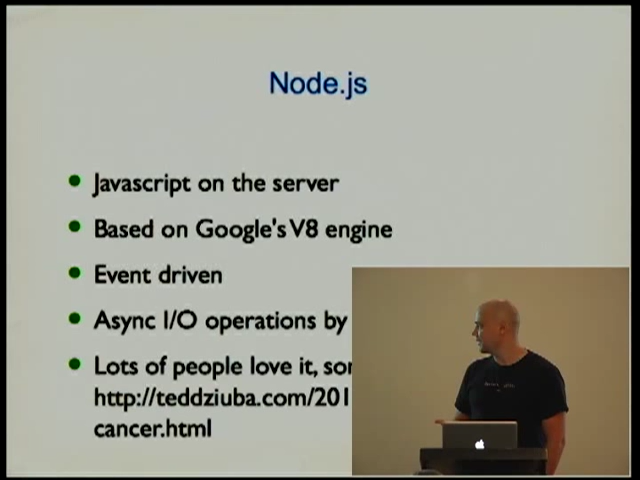 Node.js
Javascript on the server
Based on Google's V8 engine
Event driven
Async I/O operations by
Lots of people love it,
http://teddziuba.com/201
cancer.html